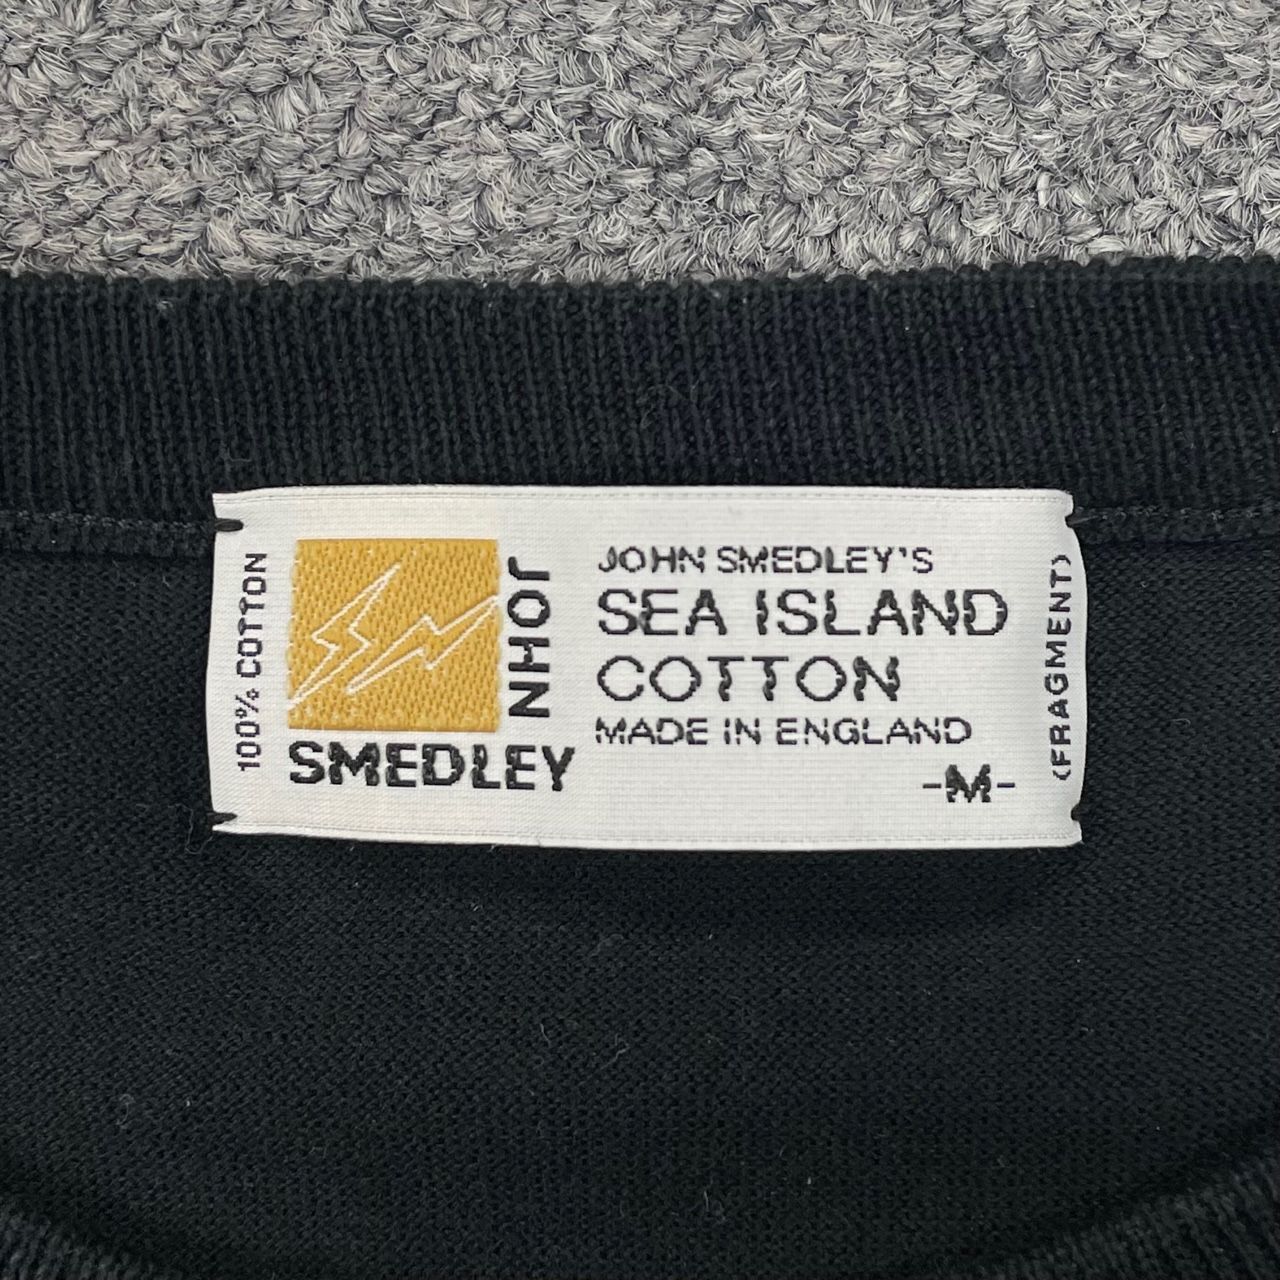 100% COTTON
JOHN
SMEDLEY
JOHN SMEDLEY'S
SEA ISLAND
COTTON
MADE IN ENGLAND
-M-
(FRAGMENT)